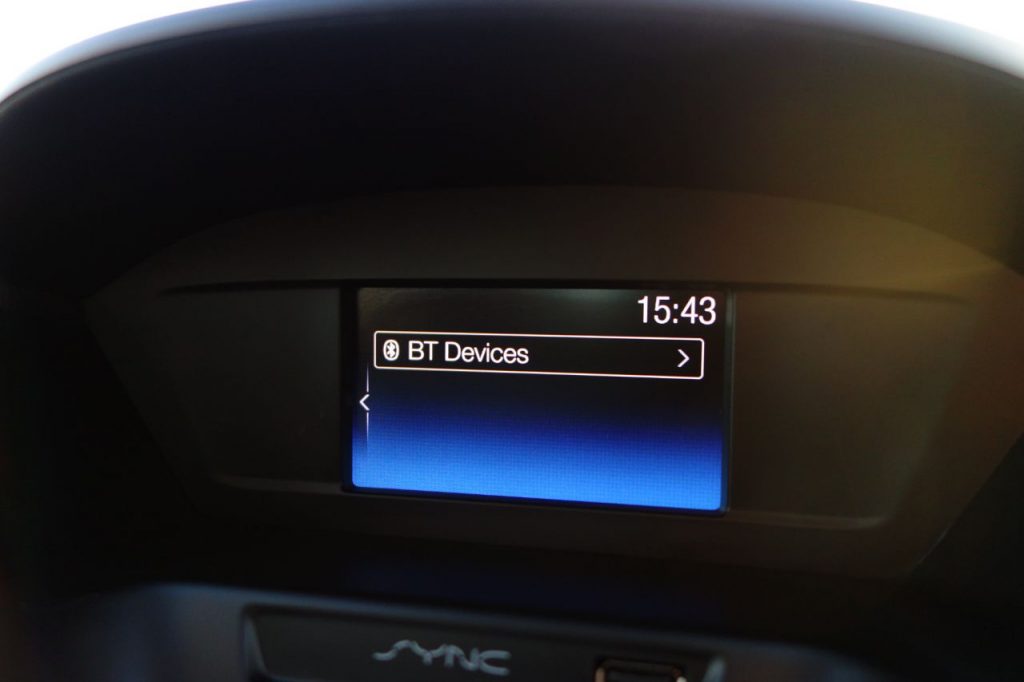 15:43
BT Devices
SYNC